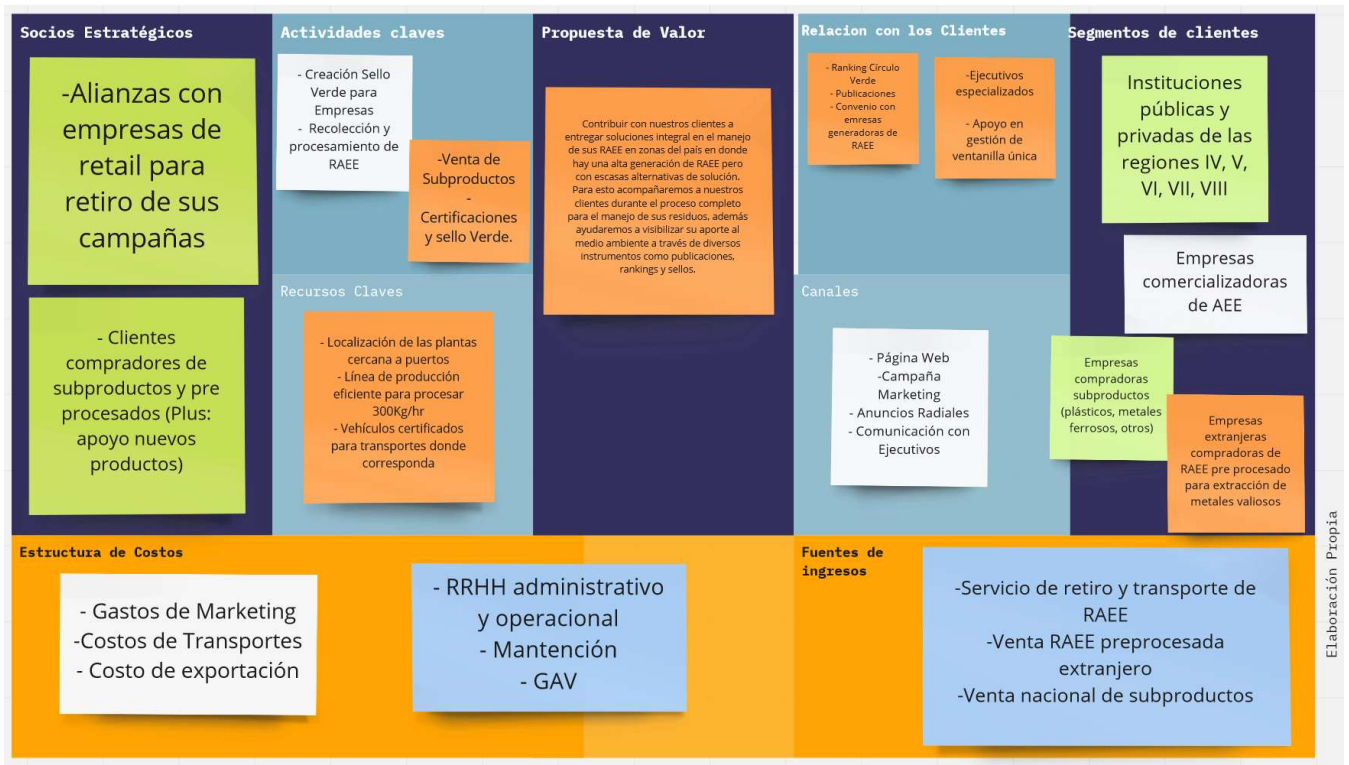 Socios Estratégicos
-Alianzas con
empresas de
retail para
retiro de sus
campañas
- Clientes
compradores de
subproductos y pre
procesados (Plus:
apoyo nuevos
productos)
Actividades claves
- Creación Sello
Verde para
Empresas
- Recolección y
procesamiento de
RAEE
-Venta de
Subproductos
-
Certificaciones
y sello Verde.
Recursos Claves
- Localización de las plantas
cercana a puertos
- Línea de producción
eficiente para procesar
300Kg/hr
- Vehículos certificados
para transportes donde
corresponda
Propuesta de Valor
Contribuir con nuestros clientes a
entregar soluciones integral en el manejo
de sus RAEE en zonas del país en donde
hay una alta generación de RAEE pero
con escasas alternativas de solución.
Para esto acompañaremos a nuestros
clientes durante el proceso completo
para el manejo de sus residuos, además
ayudaremos a visibilizar su aporte al
medio ambiente a través de diversos
instrumentos como publicaciones,
rankings y sellos.
Relacion con los Clientes
- Ranking Círculo
Verde
- Publicaciones
- Convenio con
emresas
generadoras de
RAEE
-Ejecutivos
especializados
- Apoyo en
gestión de
ventanilla única
Canales
- Página Web
-Campaña
Marketing
- Anuncios Radiales
- Comunicación con
Ejecutivos
Segmentos de clientes
Instituciones
públicas y
privadas de las
regiones IV, V,
VI, VII, VIII
Empresas
comercializadoras
de AEE
Empresas
compradoras
subproductos
(plásticos, metales
ferrosos, otros)
Empresas
extranjeras
compradoras de
RAEE pre procesado
para extracción de
metales valiosos
Estructura de Costos
- Gastos de Marketing
-Costos de Transportes
- Costo de exportación
- RRHH administrativo
y operacional
- Mantención
- GAV
Fuentes de
ingresos
-Servicio de retiro y transporte de
RAEE
-Venta RAEE preprocesada
extranjero
-Venta nacional de subproductos
Elaboración Propia